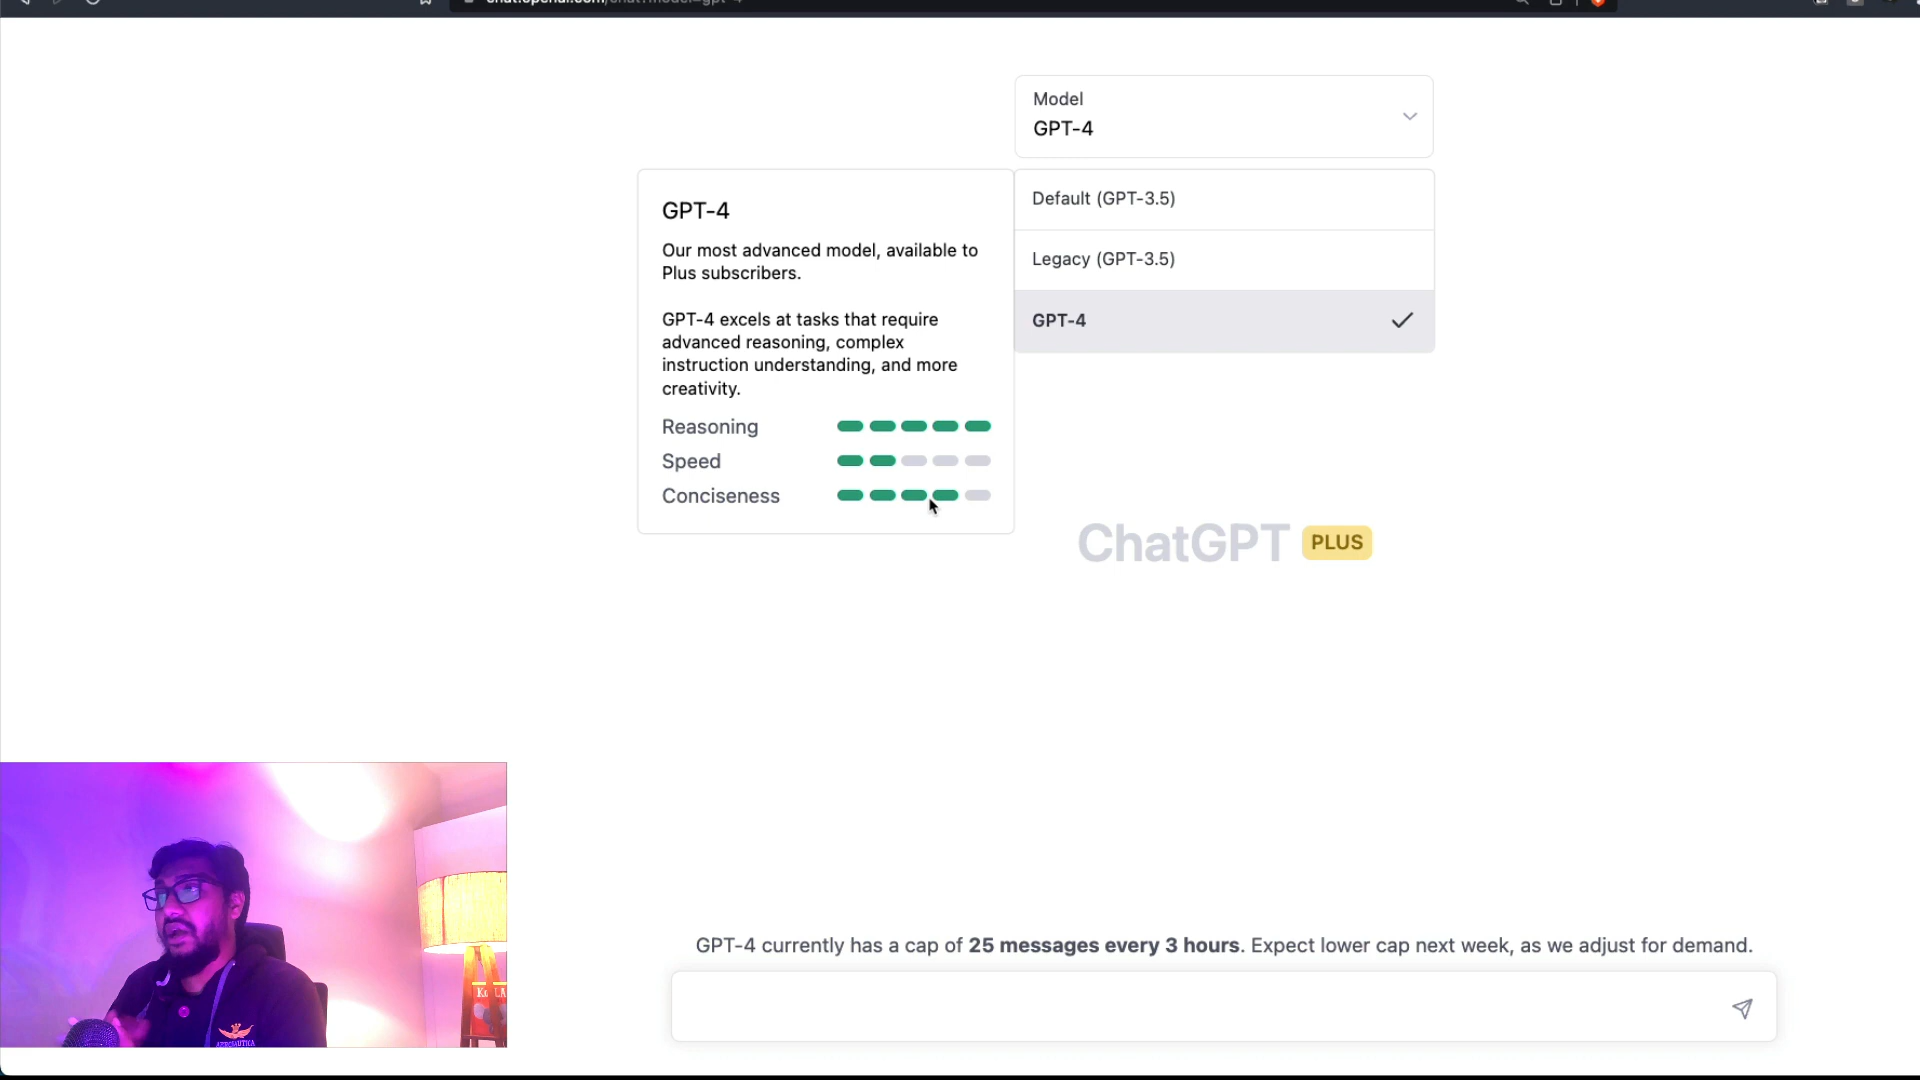 Model
GPT-4
GPT-4
Our most advanced model, available to
Plus subscribers.
GPT-4 excels at tasks that require
advanced reasoning, complex
instruction understanding, and more
creativity.
Reasoning
Speed
Conciseness
Default (GPT-3.5)
Legacy (GPT-3.5)
GPT-4
ChatGPT PLUS
GPT-4 currently has a cap of 25 messages every 3 hours. Expect lower cap next week, as we adjust for demand.